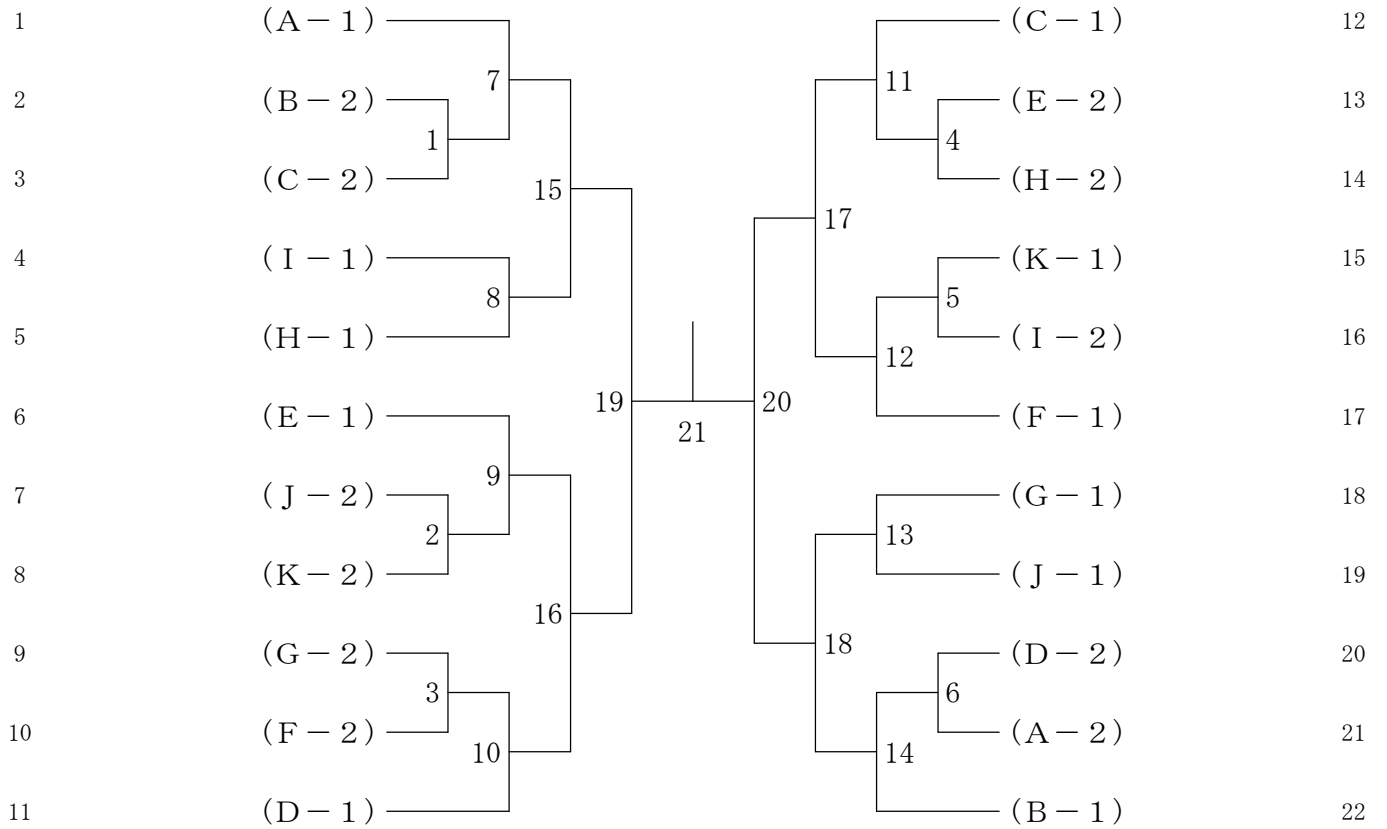 1 (A－1) (C－1) 12
7 11
2 (B－2) (E－2) 13
1 4
3 (C－2) (H－2) 14
15
17
4 (I－1) (K－1) 15
8 5
5 (H－1) (I－2) 16
12
19 20
6 (E－1) (F－1) 17
21
9
7 (J－2) (G－1) 18
2 13
8 (K－2) (J－1) 19
16
18
9 (G－2) (D－2) 20
3 6
10 (F－2) (A－2) 21
10 14
11 (D－1) (B－1) 22